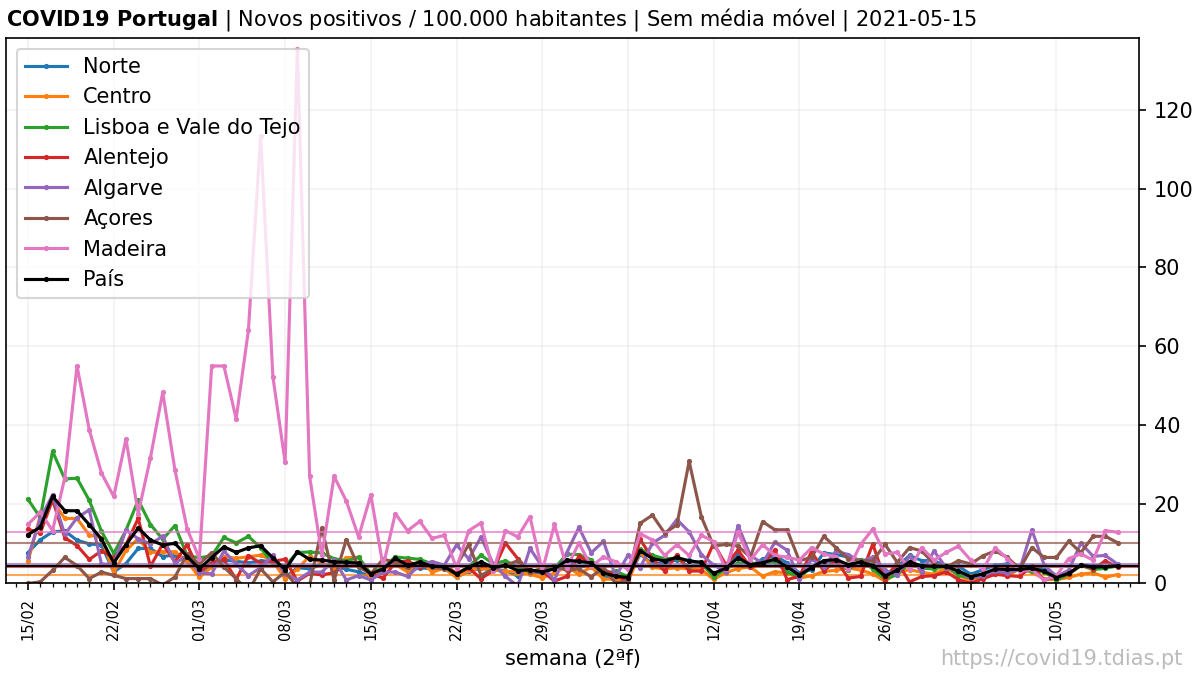 COVID19 Portugal | Novos positivos / 100.000 habitantes | Sem média móvel | 2021-05-15
Norte
Centro
Lisboa e Vale do Tejo
Alentejo
Algarve
Açores
Madeira
País
120
100
80
60
40
20
0
15/02
22/02
01/03
08/03
15/03
22/03
29/03
05/04
12/04
19/04
26/04
03/05
10/05
semana (2ªf)
https://covid19.tdias.pt